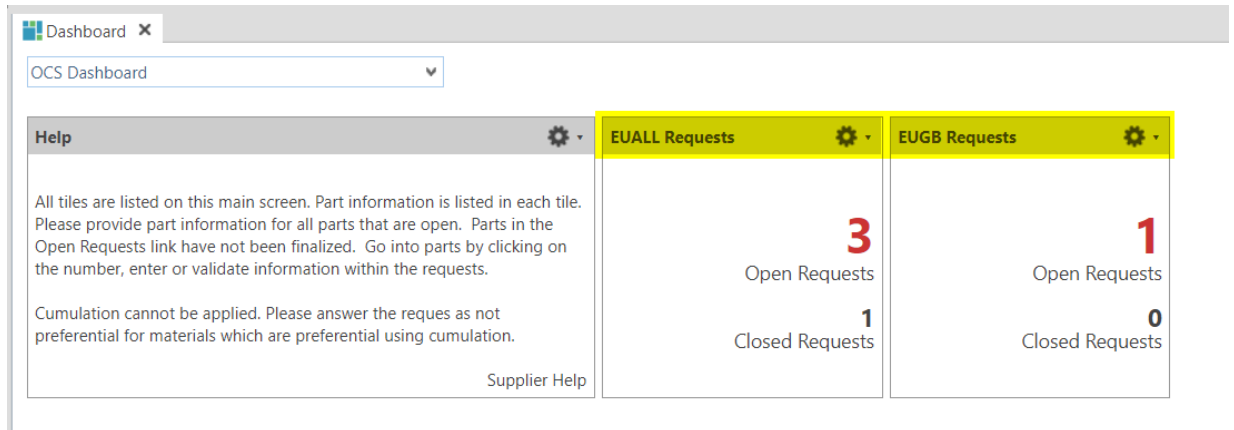 Dashboard
OCS Dashboard
Help
EUALL Requests
EUGB Requests
All tiles are listed on this main screen. Part information is listed in each tile.
Please provide part information for all parts that are open.  Parts in the
Open Requests link have not been finalized.  Go into parts by clicking on
the number, enter or validate information within the requests.
Cumulation cannot be applied. Please answer the reques as not
preferential for materials which are preferential using cumulation.
Supplier Help
3
Open Requests
1
Closed Requests
1
Open Requests
0
Closed Requests